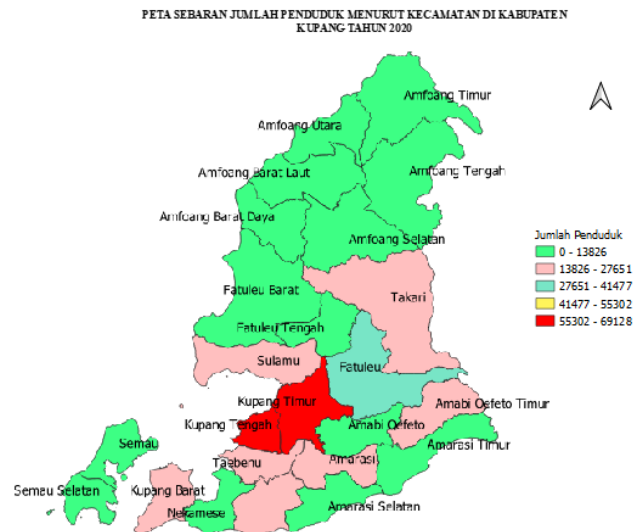 PETA SEBARAN JUMLAH PENDUDUK MENURUT KECAMATAN DI KABUPATEN
KUPANG TAHUN 2020
Amfoang Timur
Amfoang Utara
Amfoang Barat Laut
Amfoang Tengah
Amfoang Barat Daya
Amfoang Selatan
Jumlah Penduduk
0 - 13826
13826 - 27651
27651 - 41477
41477 - 55302
55302 - 69128
Fatuleu Barat
Takari
Fatuleu Tengah
Sulamu
Fatuleu
Kupang Timur
Amabi Oefeto Timur
Kupang Tengah
Amabi Oefeto
Semau
Amarasi Timur
Taebenu
Amarasi
Semau Selatan
Kupang Barat
Nekamese
Amarasi Selatan